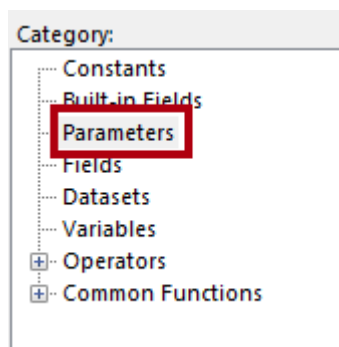 Category:
Constants
Built-in Fields
Parameters
Fields
Datasets
Variables
Operators
Common Functions